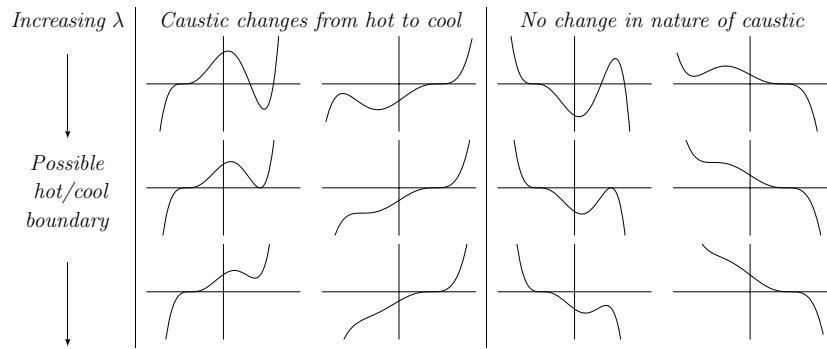 Increasing λ
Caustic changes from hot to cool
No change in nature of caustic
Possible
hot/cool
boundary